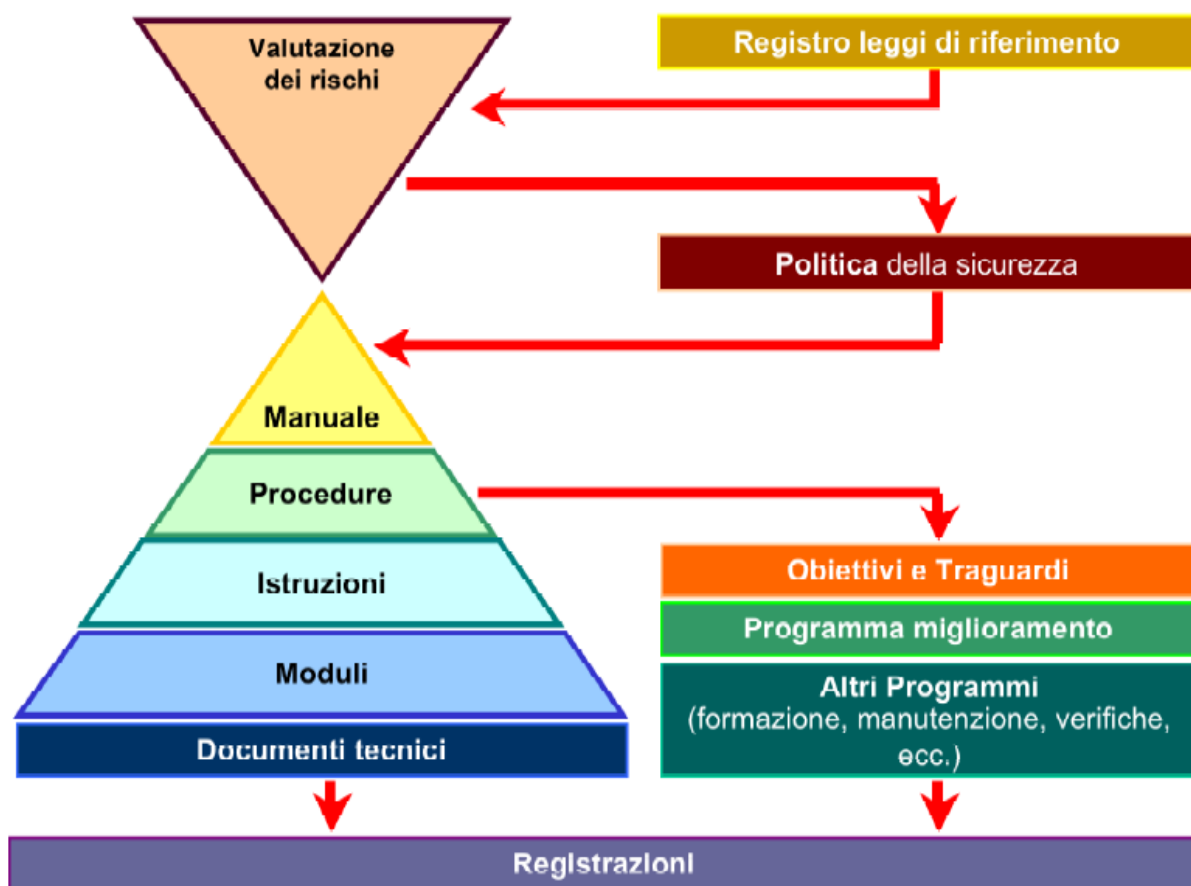 Valutazione
dei rischi
Registro leggi di riferimento
Politica della sicurezza
Manuale
Procedure
Istruzioni
Moduli
Documenti tecnici
Obiettivi e Traguardi
Programma miglioramento
Altri Programmi
(formazione, manutenzione, verifiche,
ecc.)
Registrazioni